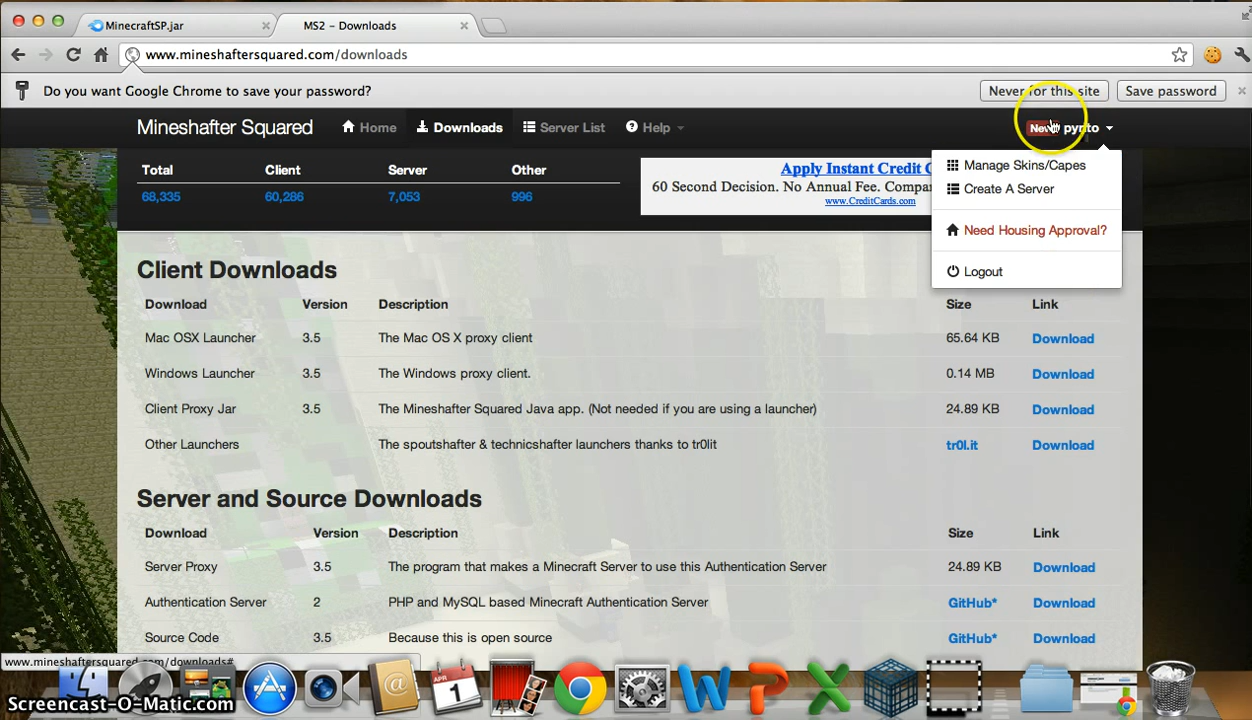 MinecraftSP.jar
MS2 – Downloads
www.mineshaftersquared.com/downloads
Do you want Google Chrome to save your password?
Never for this site
Save password
Mineshafter Squared
Home
Downloads
Server List
Help
New! pynto
Total
Client
Server
Other
68,335
60,286
7,053
996
Apply Instant Credit C
60 Second Decision. No Annual Fee. Compar
www.CreditCards.com
Manage Skins/Capes
Create A Server
Need Housing Approval?
Logout
Client Downloads
Download Version Description Size Link
Mac OSX Launcher 3.5 The Mac OS X proxy client 65.64 KB Download
Windows Launcher 3.5 The Windows proxy client. 0.14 MB Download
Client Proxy Jar 3.5 The Mineshafter Squared Java app. (Not needed if you are using a launcher) 24.89 KB Download
Other Launchers The spoutshafter & technicshafter launchers thanks to tr0lit tr0l.it Download
Server and Source Downloads
Download Version Description Size Link
Server Proxy 3.5 The program that makes a Minecraft Server to use this Authentication Server 24.89 KB Download
Authentication Server 2 PHP and MySQL based Minecraft Authentication Server GitHub* Download
Source Code 3.5 Because this is open source GitHub* Download
www.mineshaftersquared.com/downloads#
APR
1
Screencast-O-Matic.com